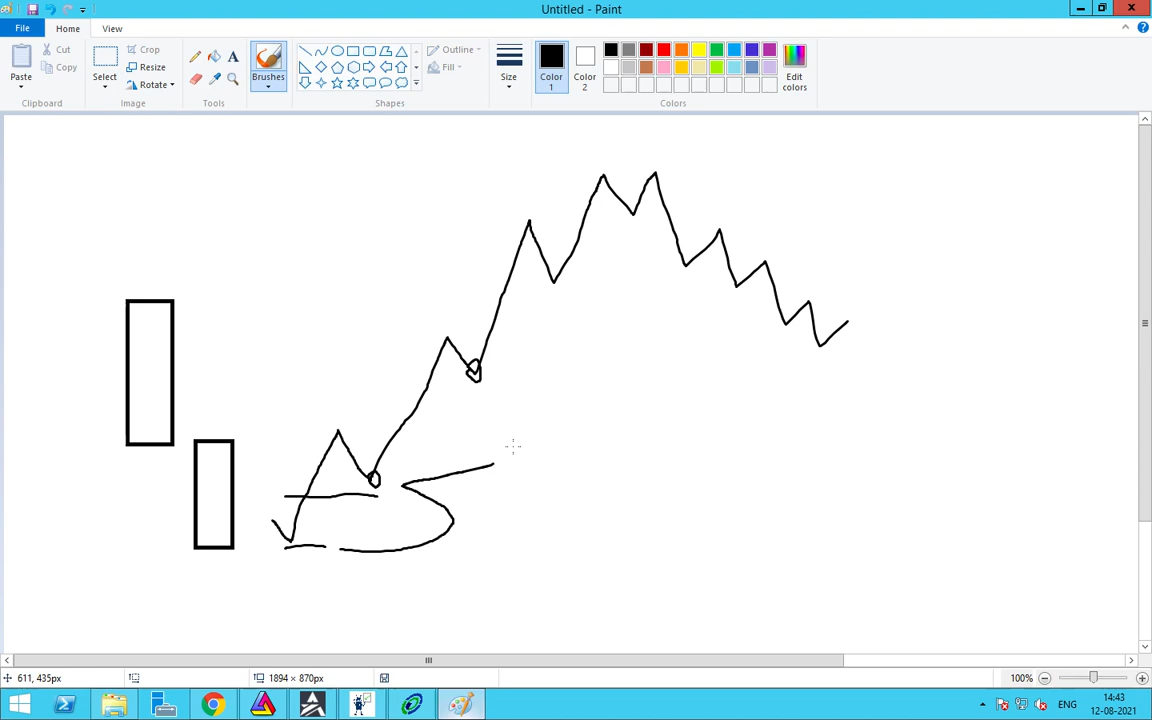 Untitled - Paint
File Home View
Paste
Cut
Copy
Clipboard
Select
Crop
Resize
Rotate
Image
A
Tools
Brushes
Outline
Fill
Shapes
Size
Color 1
Color 2
Edit colors
Colors
611, 435px
1894 × 870px
100%
ENG
14:43
12-08-2021